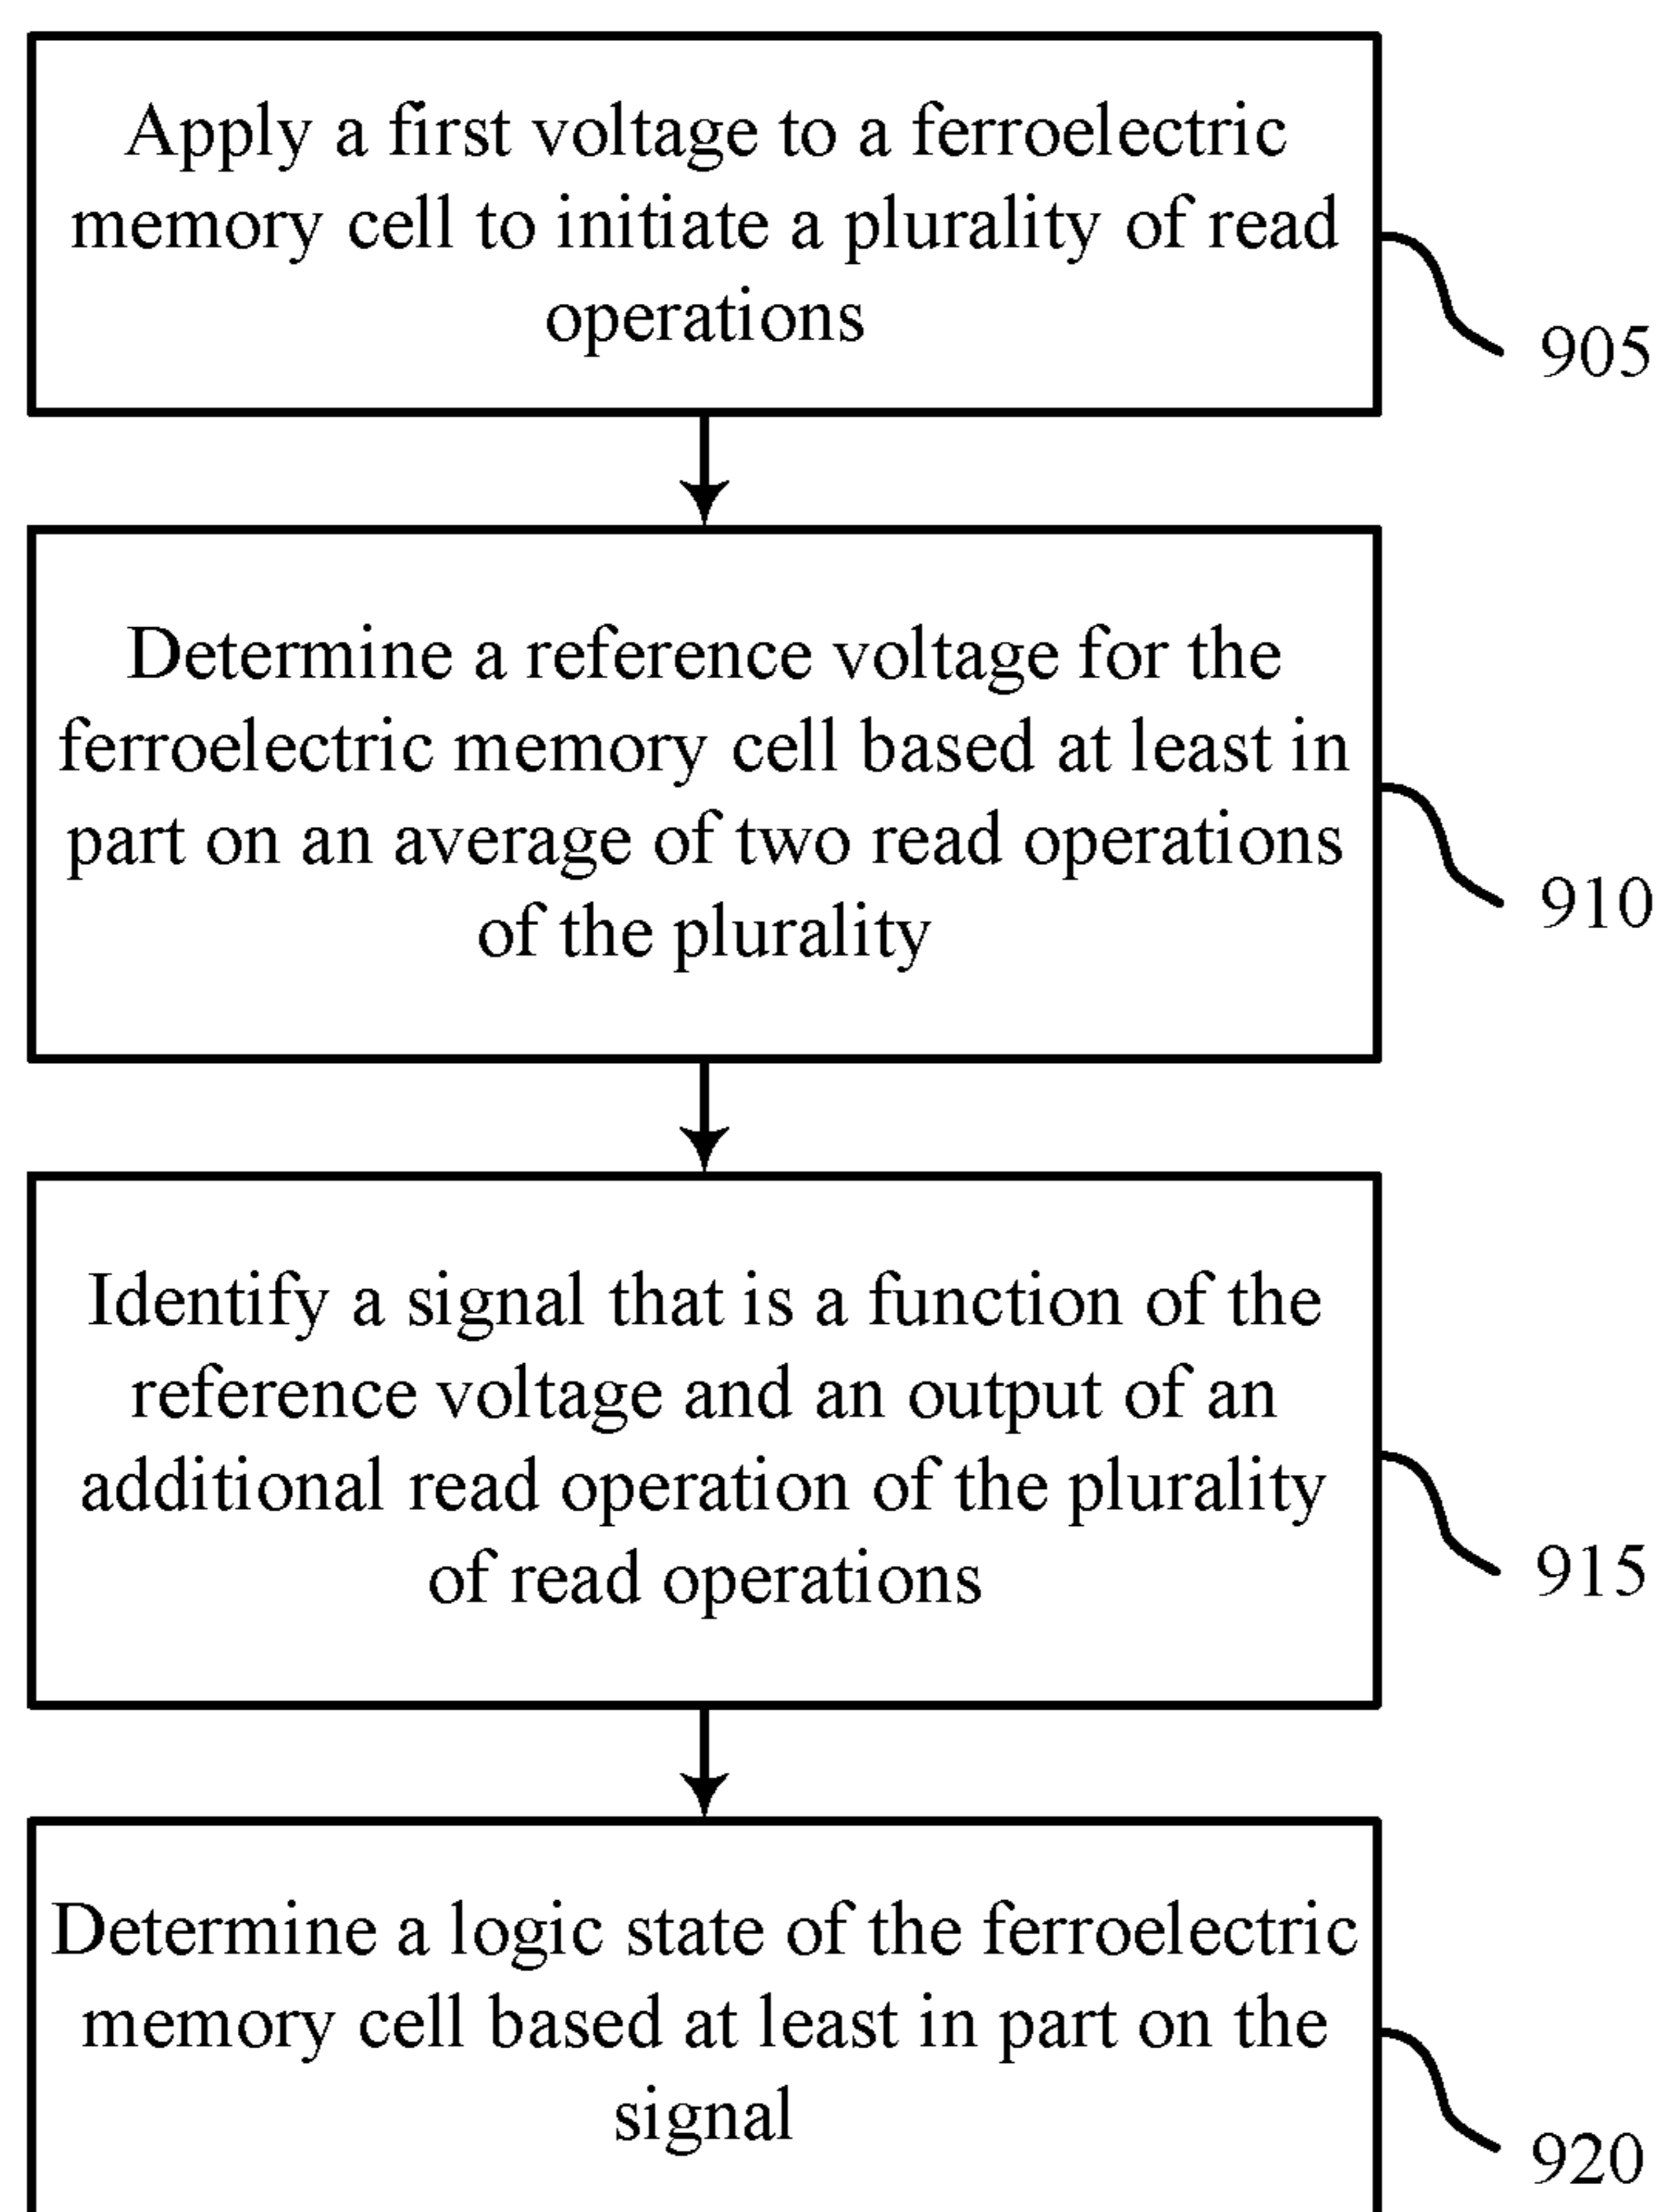 Apply a first voltage to a ferroelectric
memory cell to initiate a plurality of read
operations
905
Determine a reference voltage for the
ferroelectric memory cell based at least in
part on an average of two read operations
of the plurality
910
Identify a signal that is a function of the
reference voltage and an output of an
additional read operation of the plurality
of read operations
915
Determine a logic state of the ferroelectric
memory cell based at least in part on the
signal
920